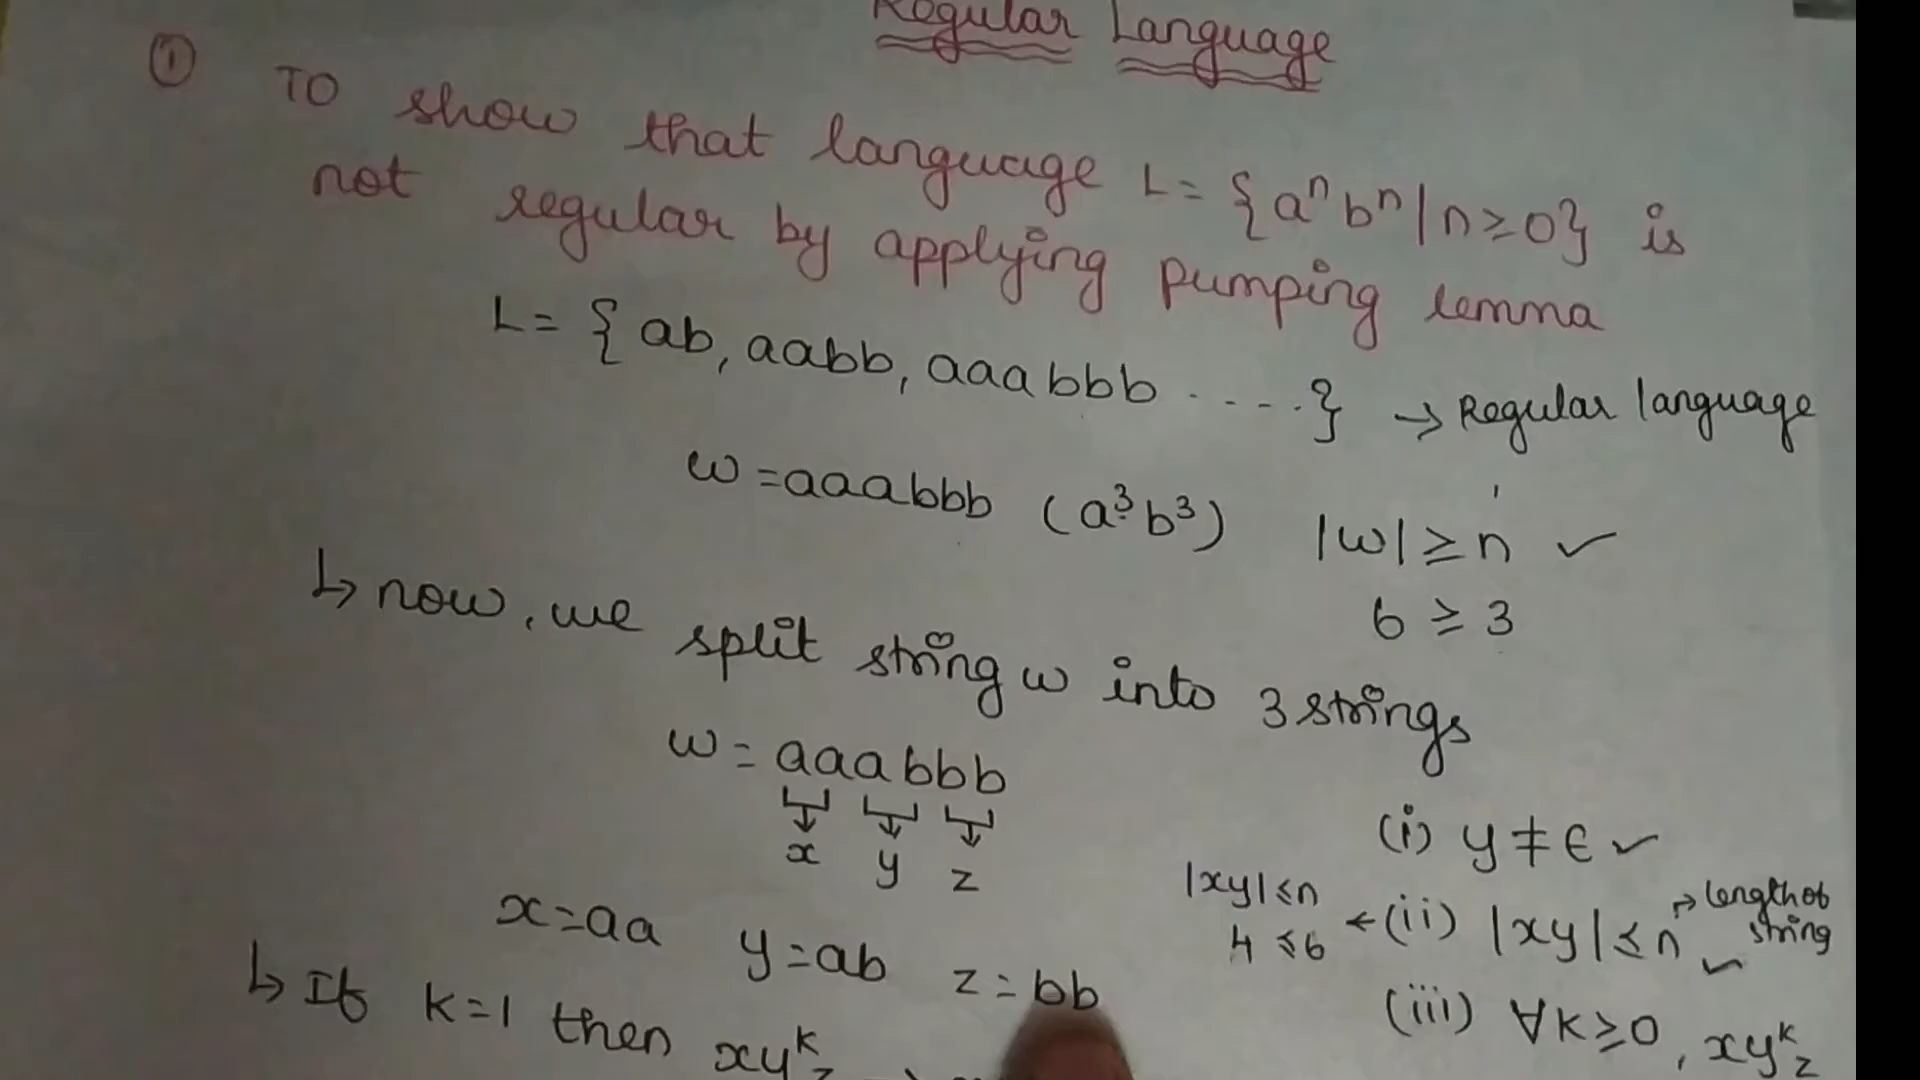 Regular Language
① TO show that language L = {aⁿ bⁿ | n ≥ 0} is
not regular by applying pumping lemma
L = { ab, aabb, aaabbb ..... } → Regular language
w = aaabbb (a³b³) |w| ≥ n ✓
6 ≥ 3
↳ now, we split string w into 3 strings
w = aaabbb
x y z
(i) y ≠ ϵ ✓
|xy| ≤ n ← (ii) |xy| ≤ n → length of string ✓
4 ≤ 6
x = aa y = ab z = bb
(iii) ∀K ≥ 0, xyᵏz
↳ If K = 1 then xyᵏz